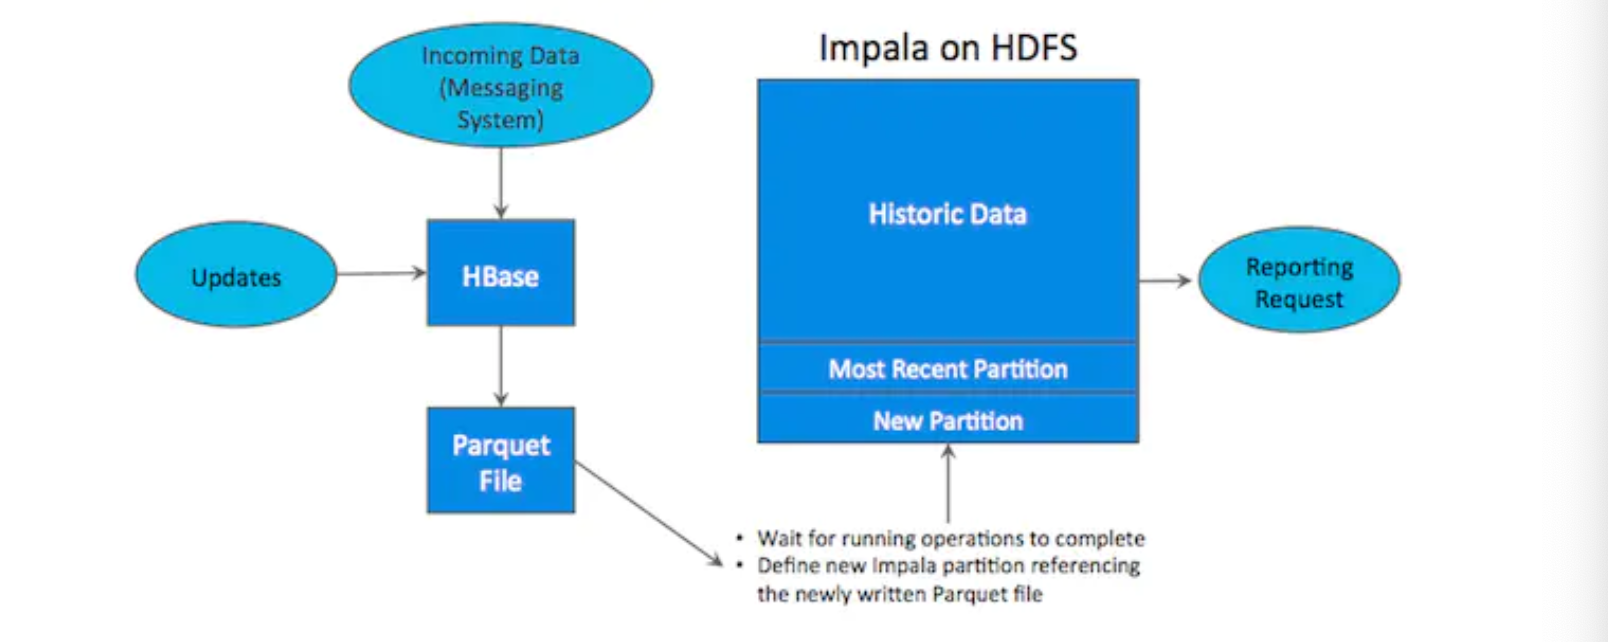 Incoming Data
(Messaging
System)
Impala on HDFS
Updates
HBase
Historic Data
Reporting
Request
Most Recent Partition
New Partition
Parquet
File
• Wait for running operations to complete
• Define new Impala partition referencing
the newly written Parquet file